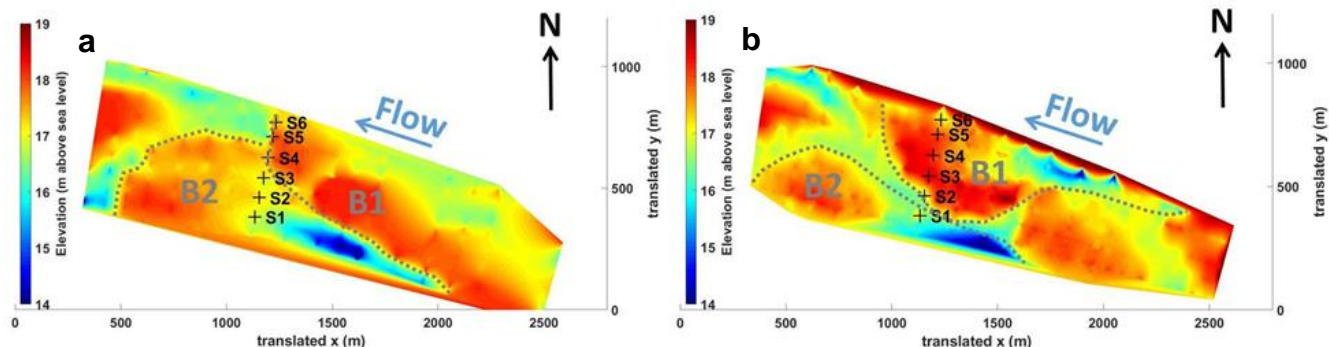 a
19
18
17
16
15
14
Elevation (m above sea level)
Flow
N
S6
S5
S4
S3
S2
S1
B2
B1
1000
500
0
translated y (m)
0
500
1000
1500
2000
2500
translated x (m)
b
19
18
17
16
15
14
Elevation (m above sea level)
Flow
N
S6
S5
S4
S3
S2
S1
B2
B1
1000
500
0
translated y (m)
0
500
1000
1500
2000
2500
translated x (m)